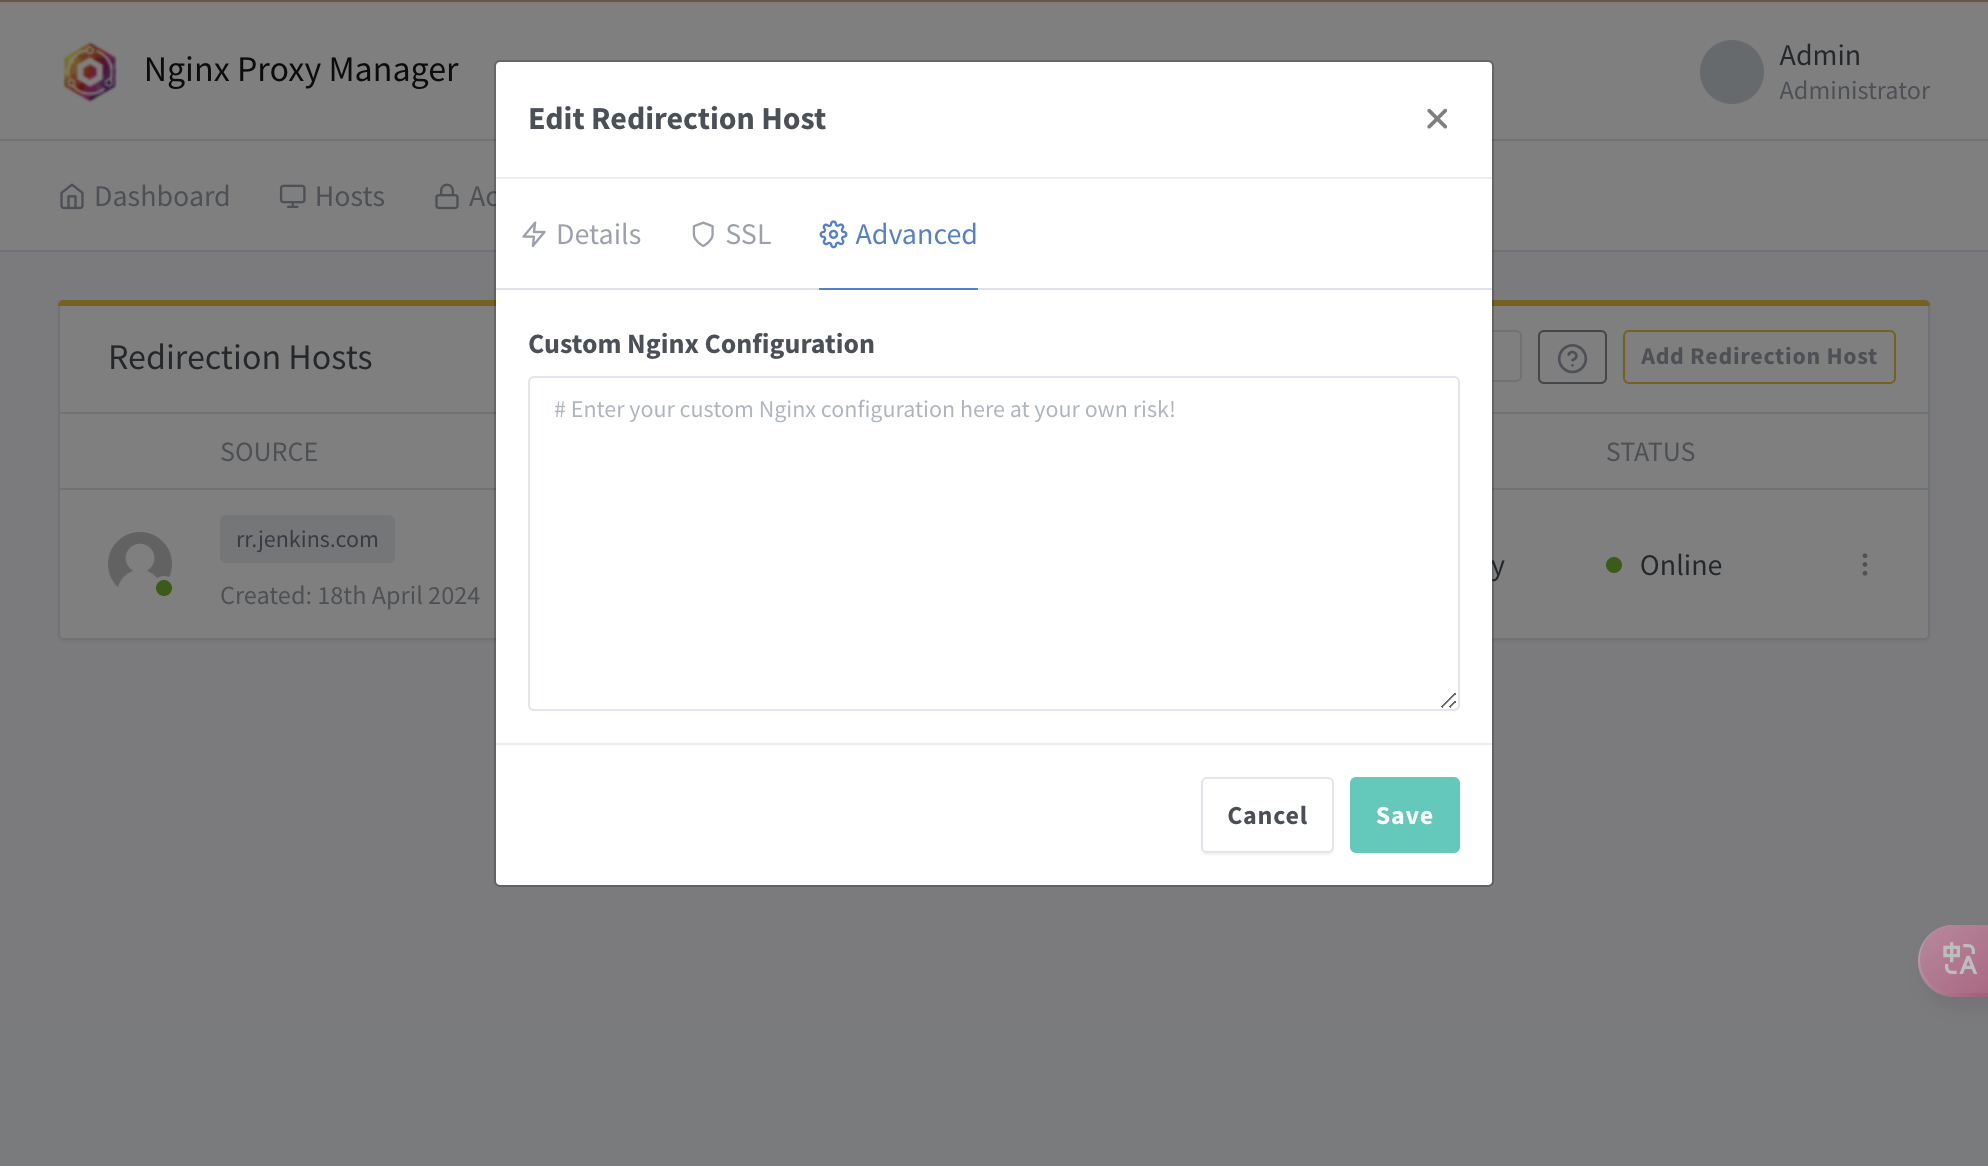 Nginx Proxy Manager
Admin
Administrator
Dashboard
Hosts
Ac
Edit Redirection Host
Details
SSL
Advanced
Custom Nginx Configuration
# Enter your custom Nginx configuration here at your own risk!
Cancel
Save
Redirection Hosts
Add Redirection Host
SOURCE
STATUS
rr.jenkins.com
Created: 18th April 2024
y
Online
中A